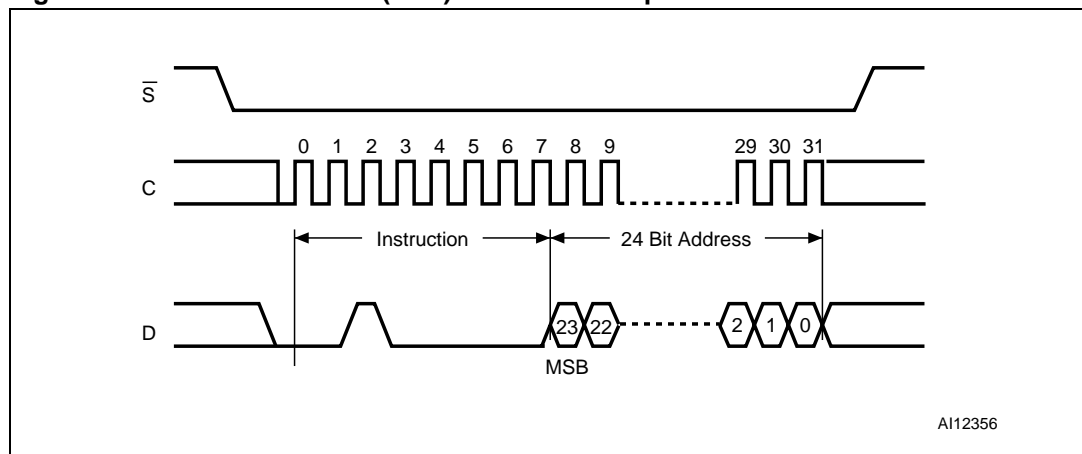 S
0 1 2 3 4 5 6 7 8 9 29 30 31
C
Instruction 24 Bit Address
D
23 22 2 1 0
MSB
AI12356